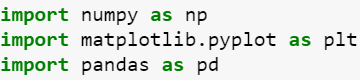 import numpy as np
import matplotlib.pyplot as plt
import pandas as pd